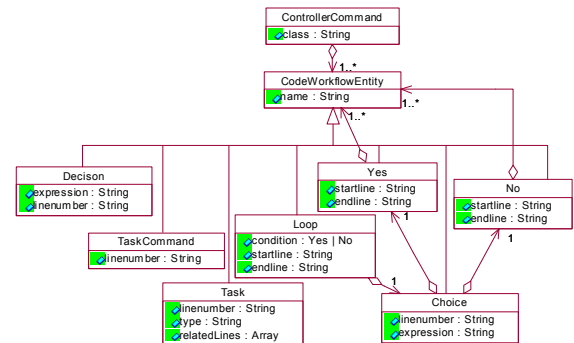 ControllerCommand
class : String
1..*
CodeWorkflowEntity
name : String
1..*
1..*
Decison
expression : String
linenumber : String
Yes
startline : String
endline : String
No
startline : String
endline : String
TaskCommand
linenumber : String
Loop
condition : Yes | No
startline : String
endline : String
1
1
1
Task
linenumber : String
type : String
relatedLines : Array
Choice
linenumber : String
expression : String